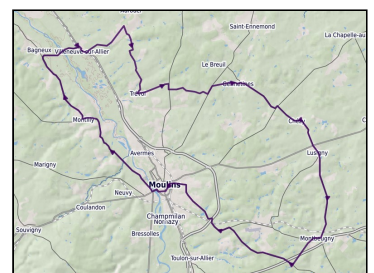 Saint-Ennemond
La Chapelle-au
Bagneux
Villeneuve-sur-Allier
Le Breuil
Trévol
Montilly
Lusigny
Avermes
Marigny
Moulins
Neuvy
Coulandon
Champmilan
Souvigny
Bressolles
Montbeugny
Toulon-sur-Allier